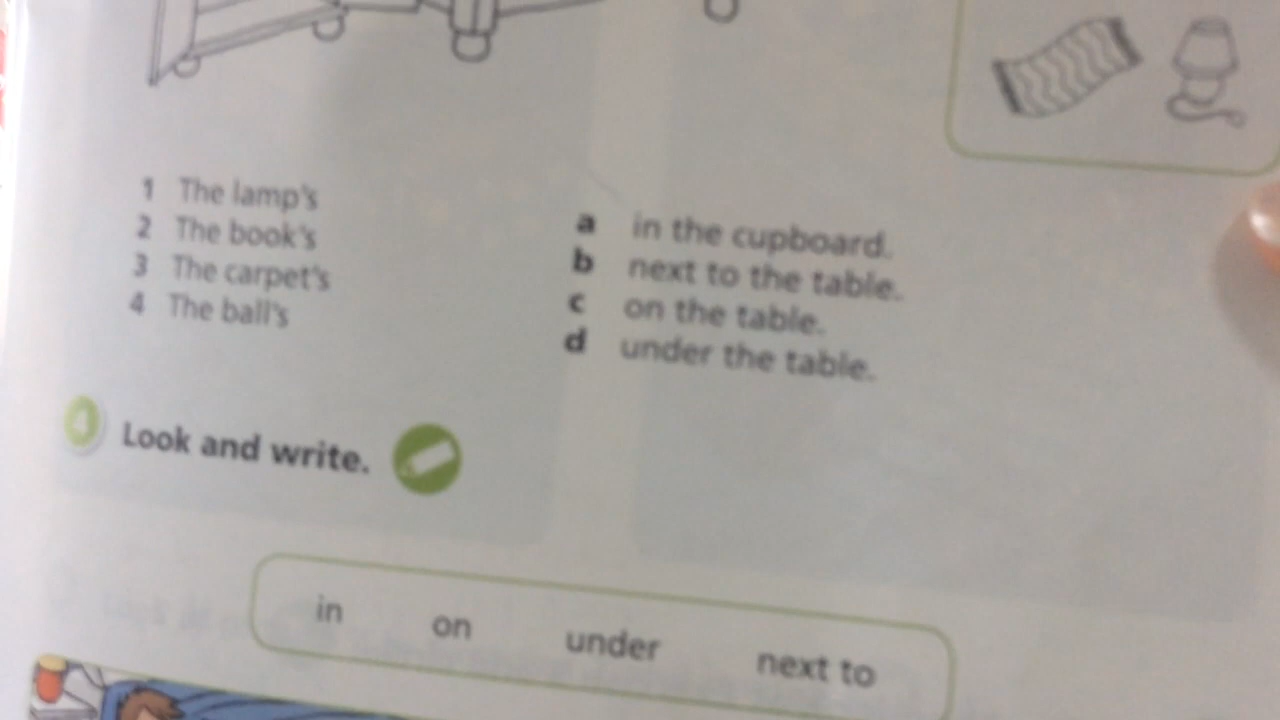 1 The lamp's
2 The book's
3 The carpet's
4 The ball's
a in the cupboard.
b next to the table.
c on the table.
d under the table.
4 Look and write.
in on under next to